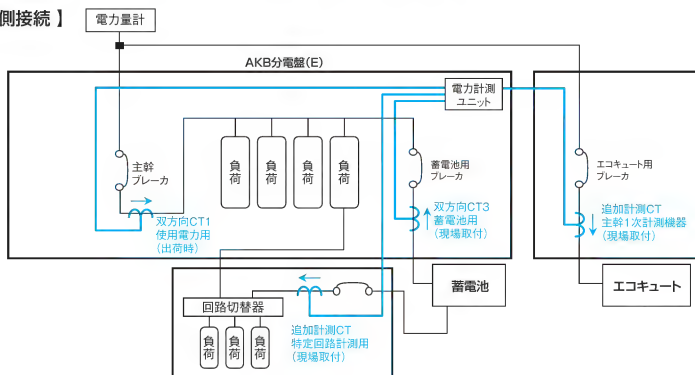 側接続 】
電力量計
AKB分電盤(E)
電力計測
ユニット
主幹
ブレーカ
負荷
負荷
負荷
負荷
蓄電池用
ブレーカ
エコキュート用
ブレーカ
双方向CT1
使用電力用
(出荷時)
双方向CT3
蓄電池用
(現場取付)
追加計測CT
主幹1次計測機器
(現場取付)
蓄電池
エコキュート
回路切替器
負荷
負荷
負荷
追加計測CT
特定回路計測用
(現場取付)